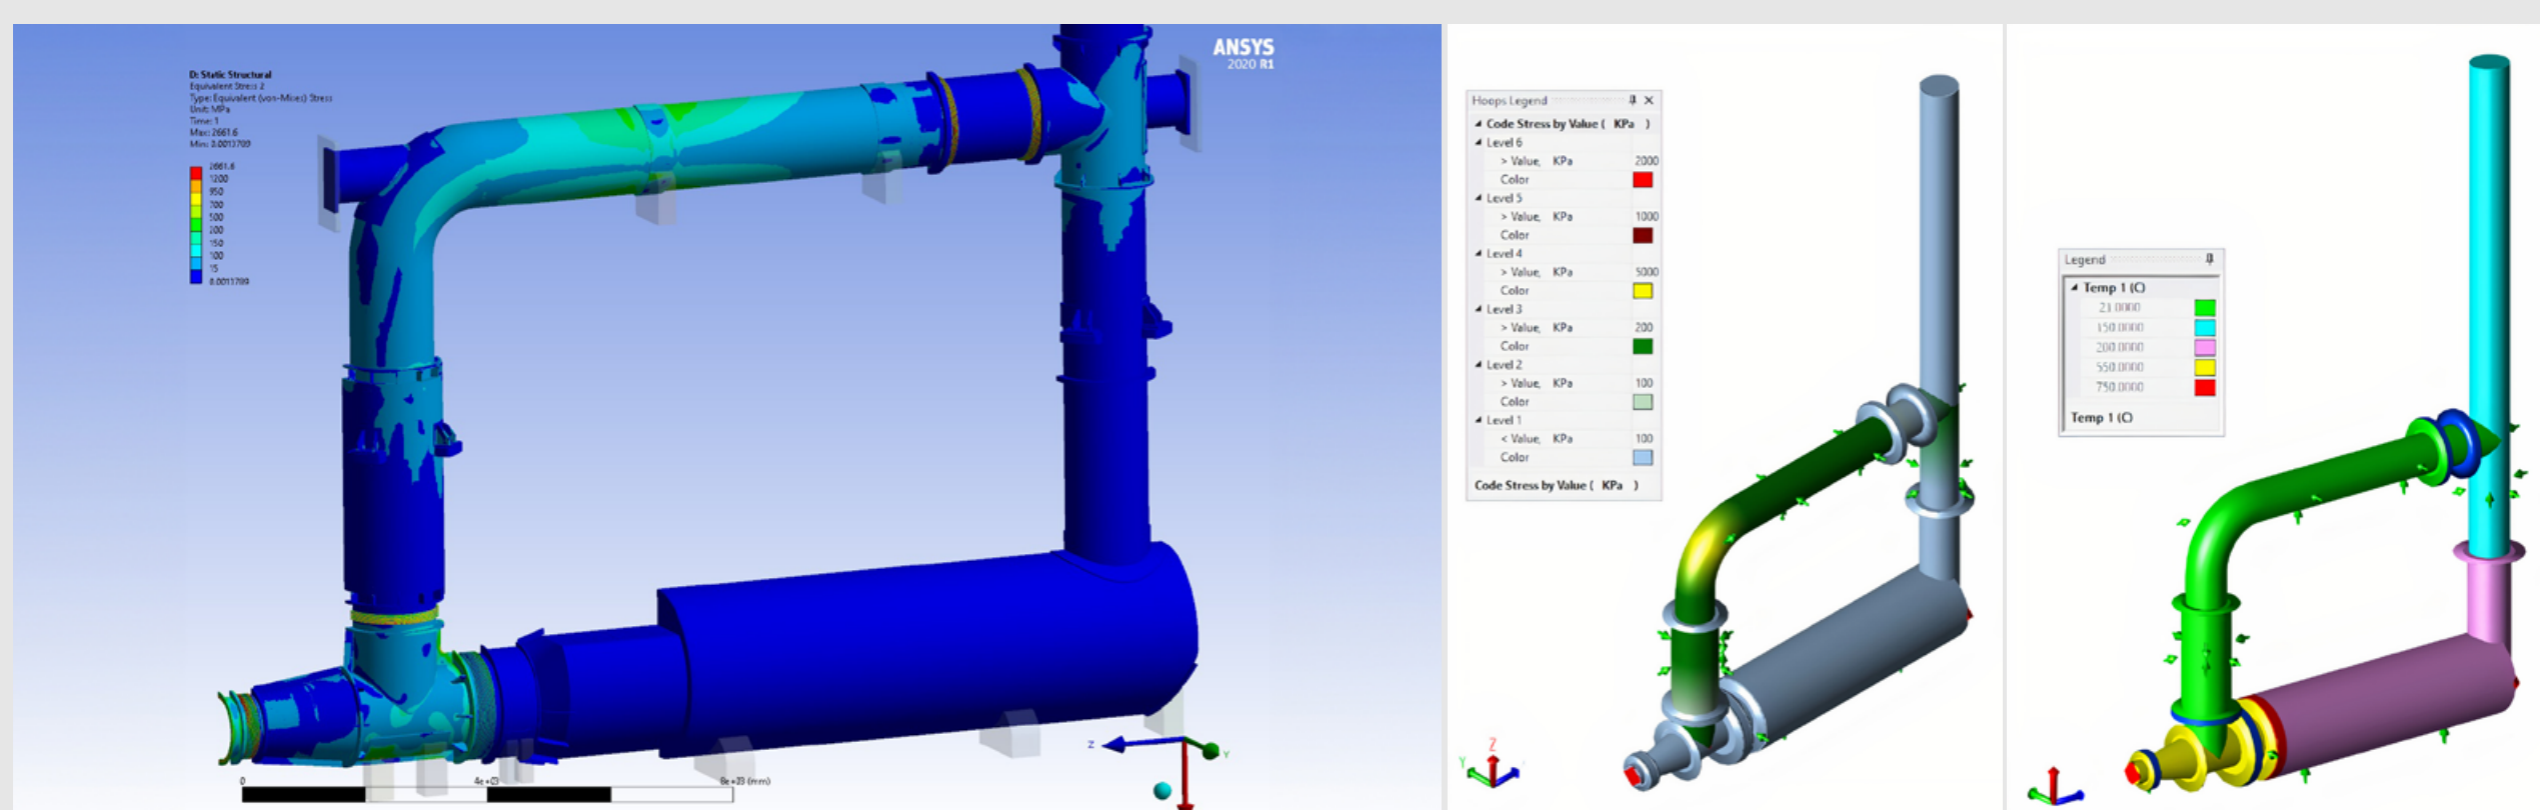 ANSYS
2020 R1
D: Static Structural
Equivalent Stress 2
Type: Equivalent (von-Mises) Stress
Unit: MPa
Time: 1
Max: 2661.6
2661.6
1200
950
700
500
200
150
100
15
0
4e+03
8e+03 (mm)
Z
Y
Hoops Legend
Code Stress by Value ( KPa )
Level 6
> Value, KPa 2000
Color
Level 5
> Value, KPa 1000
Color
Level 4
> Value, KPa 5000
Color
Level 3
> Value, KPa 200
Color
Level 2
> Value, KPa 100
Color
Level 1
< Value, KPa 100
Color
Code Stress by Value ( KPa )
Z
Y
Legend
Temp 1 (C)
21.0000
150.0000
200.0000
550.0000
750.0000
Temp 1 (C)